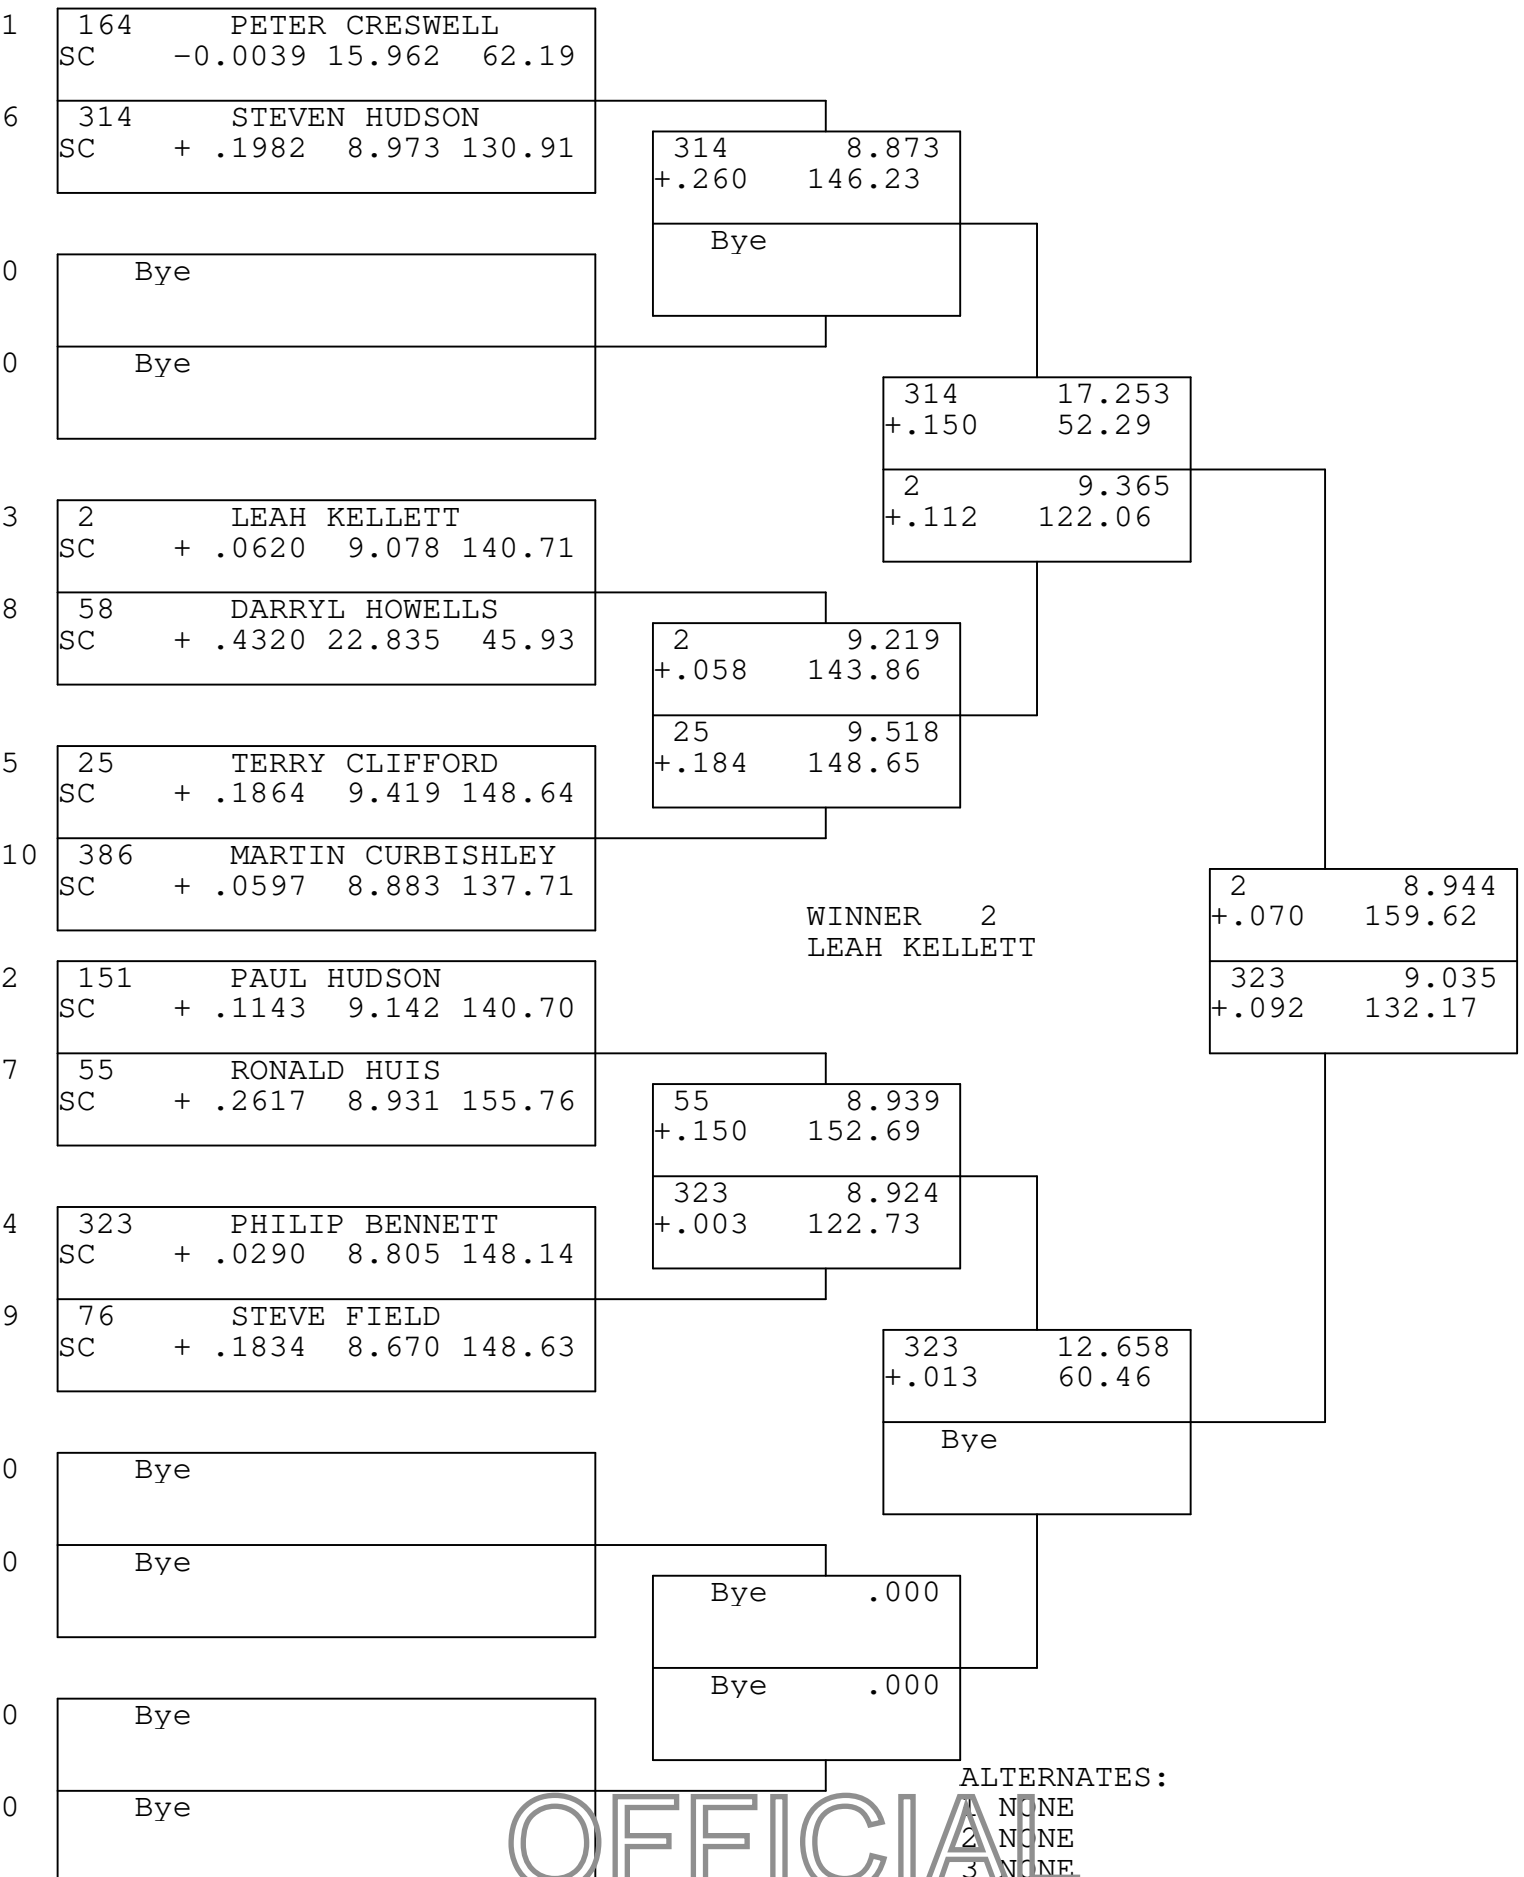 1 164 PETER CRESWELL
SC -0.0039 15.962 62.19
6 314 STEVEN HUDSON
SC + .1982 8.973 130.91
314 8.873
+.260 146.23
Bye
0 Bye
0 Bye
314 17.253
+.150 52.29
2 9.365
+.112 122.06
3 2 LEAH KELLETT
SC + .0620 9.078 140.71
8 58 DARRYL HOWELLS
SC + .4320 22.835 45.93
2 9.219
+.058 143.86
25 9.518
+.184 148.65
5 25 TERRY CLIFFORD
SC + .1864 9.419 148.64
10 386 MARTIN CURBISHLEY
SC + .0597 8.883 137.71
WINNER 2
LEAH KELLETT
2 8.944
+.070 159.62
323 9.035
+.092 132.17
2 151 PAUL HUDSON
SC + .1143 9.142 140.70
7 55 RONALD HUIS
SC + .2617 8.931 155.76
55 8.939
+.150 152.69
323 8.924
+.003 122.73
4 323 PHILIP BENNETT
SC + .0290 8.805 148.14
9 76 STEVE FIELD
SC + .1834 8.670 148.63
323 12.658
+.013 60.46
Bye
0 Bye
0 Bye
Bye .000
Bye .000
0 Bye
0 Bye
ALTERNATES:
1 NONE
2 NONE
3 NONE
OFFICIAL